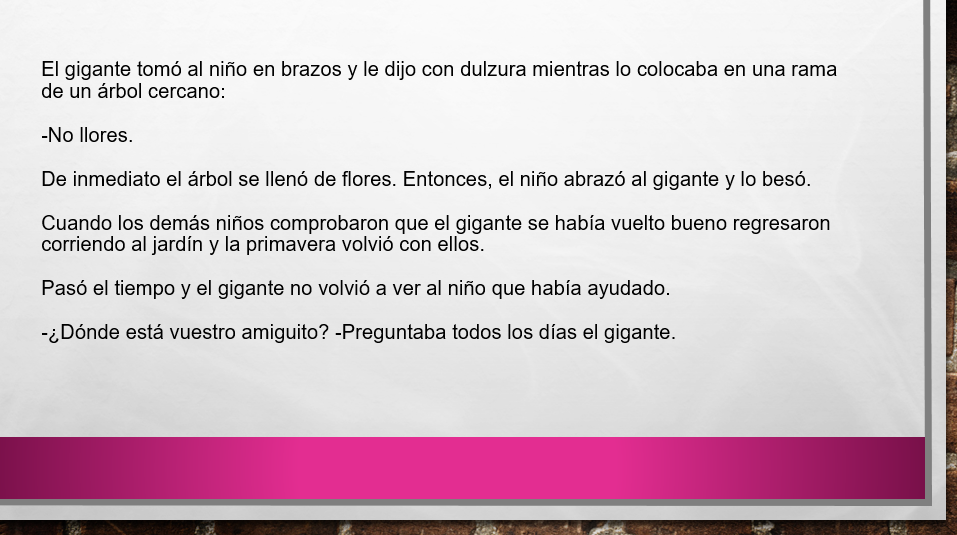 El gigante tomó al niño en brazos y le dijo con dulzura mientras lo colocaba en una rama
de un árbol cercano:
-No llores.
De inmediato el árbol se llenó de flores. Entonces, el niño abrazó al gigante y lo besó.
Cuando los demás niños comprobaron que el gigante se había vuelto bueno regresaron
corriendo al jardín y la primavera volvió con ellos.
Pasó el tiempo y el gigante no volvió a ver al niño que había ayudado.
-¿Dónde está vuestro amiguito? -Preguntaba todos los días el gigante.